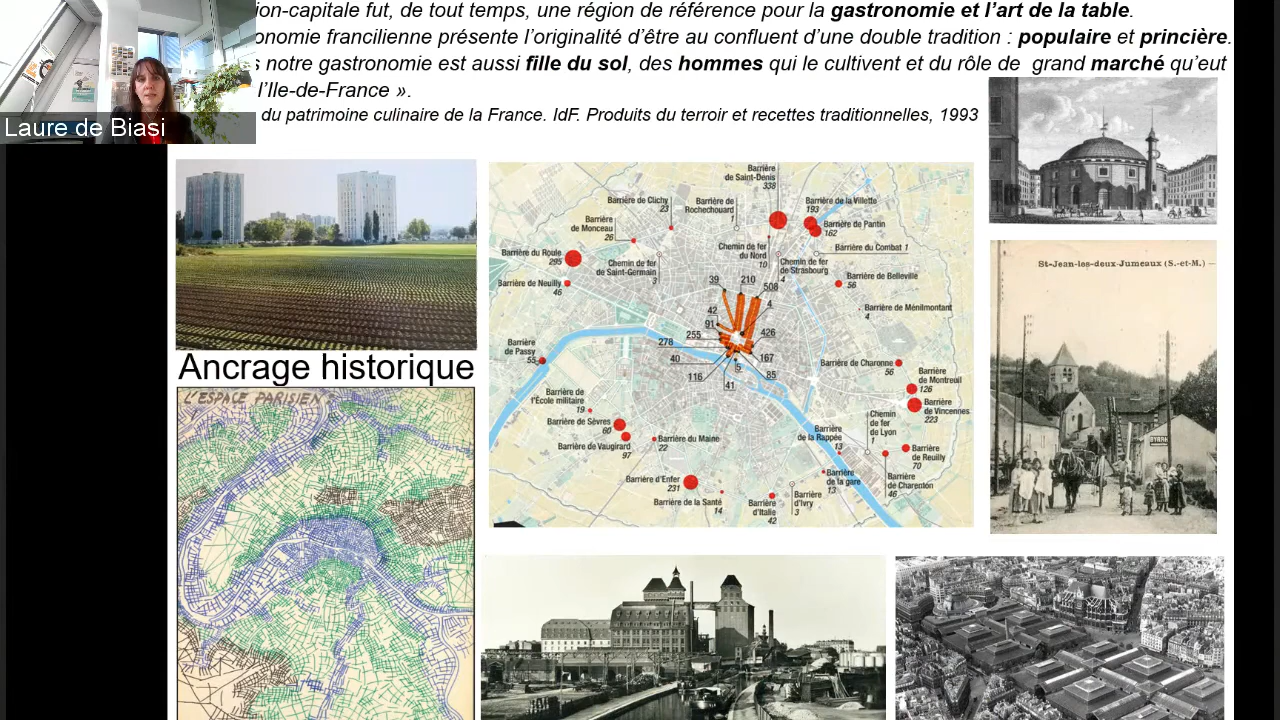 ion-capitale fut, de tout temps, une région de référence pour la gastronomie et l’art de la table.
onomie francilienne présente l’originalité d’être au confluent d’une double tradition : populaire et princière.
s notre gastronomie est aussi fille du sol, des hommes qui le cultivent et du rôle de grand marché qu’eut
l’Ile-de-France ».
du patrimoine culinaire de la France. IdF. Produits du terroir et recettes traditionnelles, 1993
Laure de Biasi
Ancrage historique
L'ESPACE PARISIEN
Barrière
de Saint-Denis
338
Barrière de Clichy
23
Barrière de
Rochechouard
1
Barrière de la Villette
193
Barrière
de Monceau
26
Barrière de Pantin
162
Barrière du Combat 1
Barrière du Roule
295
Chemin de fer
de Saint-Germain
3
Chemin de fer
du Nord
10
Chemin de fer
de Strasbourg
4
Barrière de Neuilly
46
Barrière de Belleville
56
Barrière de Ménilmontant
4
39
210
508
4
42
91
255
278
426
40
167
116
5
85
41
Barrière
de Passy
55
Barrière de Charonne
56
Barrière
de Montreuil
126
Barrière
de Vincennes
223
Barrière de
l'École militaire
19
Barrière de Sèvres
60
Barrière de Vaugirard
97
Barrière du Maine
22
Chemin
de fer
de Lyon
1
Barrière
de la Rappée
13
Barrière
de Reuilly
70
Barrière d'Enfer
231
Barrière de la Santé
14
Barrière
d'Italie
42
Barrière
d'Ivry
3
Barrière
de la gare
13
Barrière
de Charenton
46
St-Jean-les-deux-Jumeaux (S.-et-M.) —
BYRRH